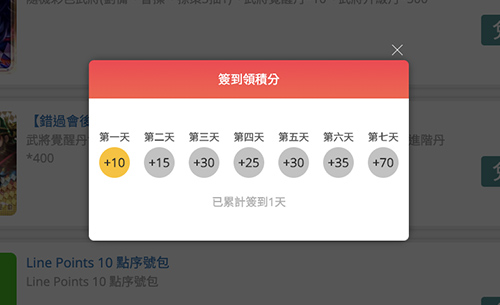 簽到領積分
第一天 第二天 第三天 第四天 第五天 第六天 第七天
+10 +15 +30 +25 +30 +35 +70
已累計簽到1天
【錯過會後
武將覺醒丹
進階丹
*400
Line Points 10 點序號包
Line Points 10 點序號包